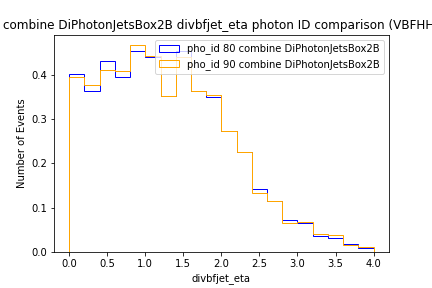 combine DiPhotonJetsBox2B divbfjet_eta photon ID comparison (VBFHH
pho_id 80 combine DiPhotonJetsBox2B
pho_id 90 combine DiPhotonJetsBox2B
Number of Events
0.4
0.3
0.2
0.1
0.0
0.0 0.5 1.0 1.5 2.0 2.5 3.0 3.5 4.0
divbfjet_eta